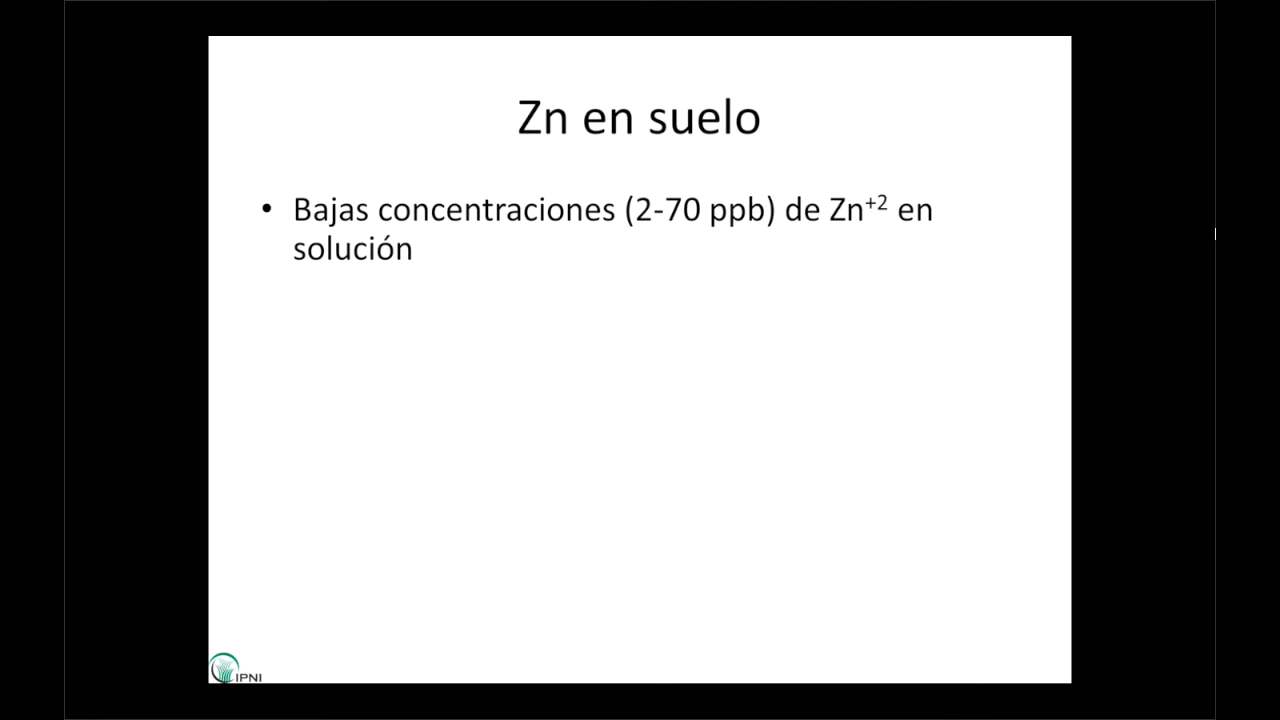 Zn en suelo
• Bajas concentraciones (2-70 ppb) de Zn⁺² en
solución
IPNI